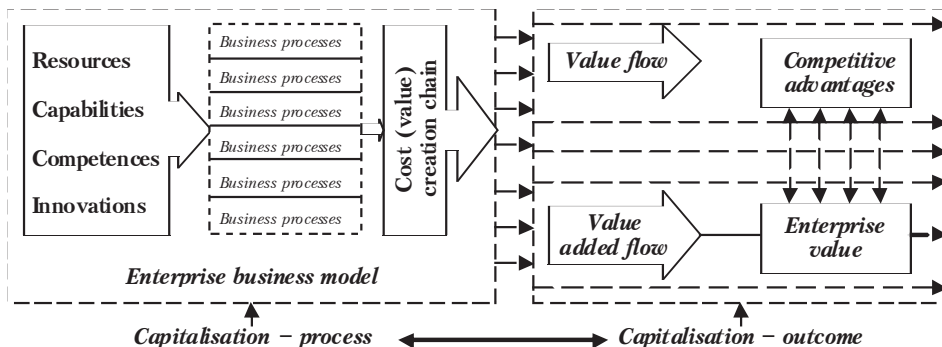 Resources
Capabilities
Competences
Innovations
Business processes
Business processes
Business processes
Business processes
Business processes
Business processes
Cost (value)
creation chain
Enterprise business model
Value flow
Competitive
advantages
Value
added flow
Enterprise
value
Capitalisation – process
Capitalisation – outcome